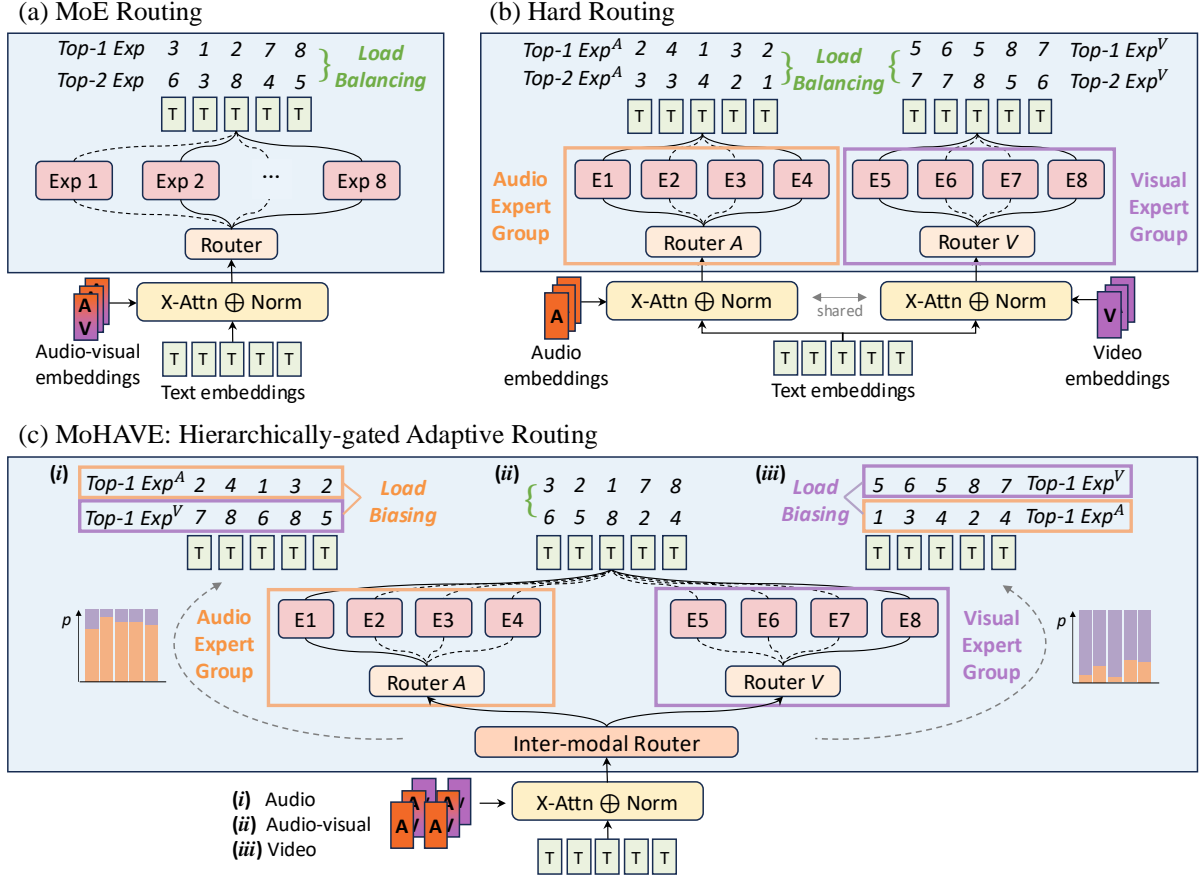 (a) MoE Routing
Top-1 Exp 3 1 2 7 8
Top-2 Exp 6 3 8 4 5
Load
Balancing
T T T T T
Exp 1 Exp 2 ... Exp 8
Router
A
V
X-Attn ⊕ Norm
Audio-visual
embeddings
T T T T T
Text embeddings
(b) Hard Routing
Top-1 Exp^A 2 4 1 3 2
Top-2 Exp^A 3 3 4 2 1
Load
Balancing
5 6 5 8 7 Top-1 Exp^V
7 7 8 5 6 Top-2 Exp^V
T T T T T
T T T T T
Audio
Expert
Group
E1 E2 E3 E4
Router A
E5 E6 E7 E8
Router V
Visual
Expert
Group
A
X-Attn ⊕ Norm
shared
X-Attn ⊕ Norm
V
Audio
embeddings
T T T T T
Text embeddings
Video
embeddings
(c) MoHAVE: Hierarchically-gated Adaptive Routing
(i)
Top-1 Exp^A 2 4 1 3 2
Top-1 Exp^V 7 8 6 8 5
Load
Biasing
T T T T T
(ii)
3 2 1 7 8
6 5 8 2 4
T T T T T
(iii)
Load
Biasing
5 6 5 8 7 Top-1 Exp^V
1 3 4 2 4 Top-1 Exp^A
T T T T T
p
Audio
Expert
Group
E1 E2 E3 E4
Router A
E5 E6 E7 E8
Router V
Visual
Expert
Group
p
Inter-modal Router
(i) Audio
(ii) Audio-visual
(iii) Video
A V A V
A V A V
X-Attn ⊕ Norm
T T T T T